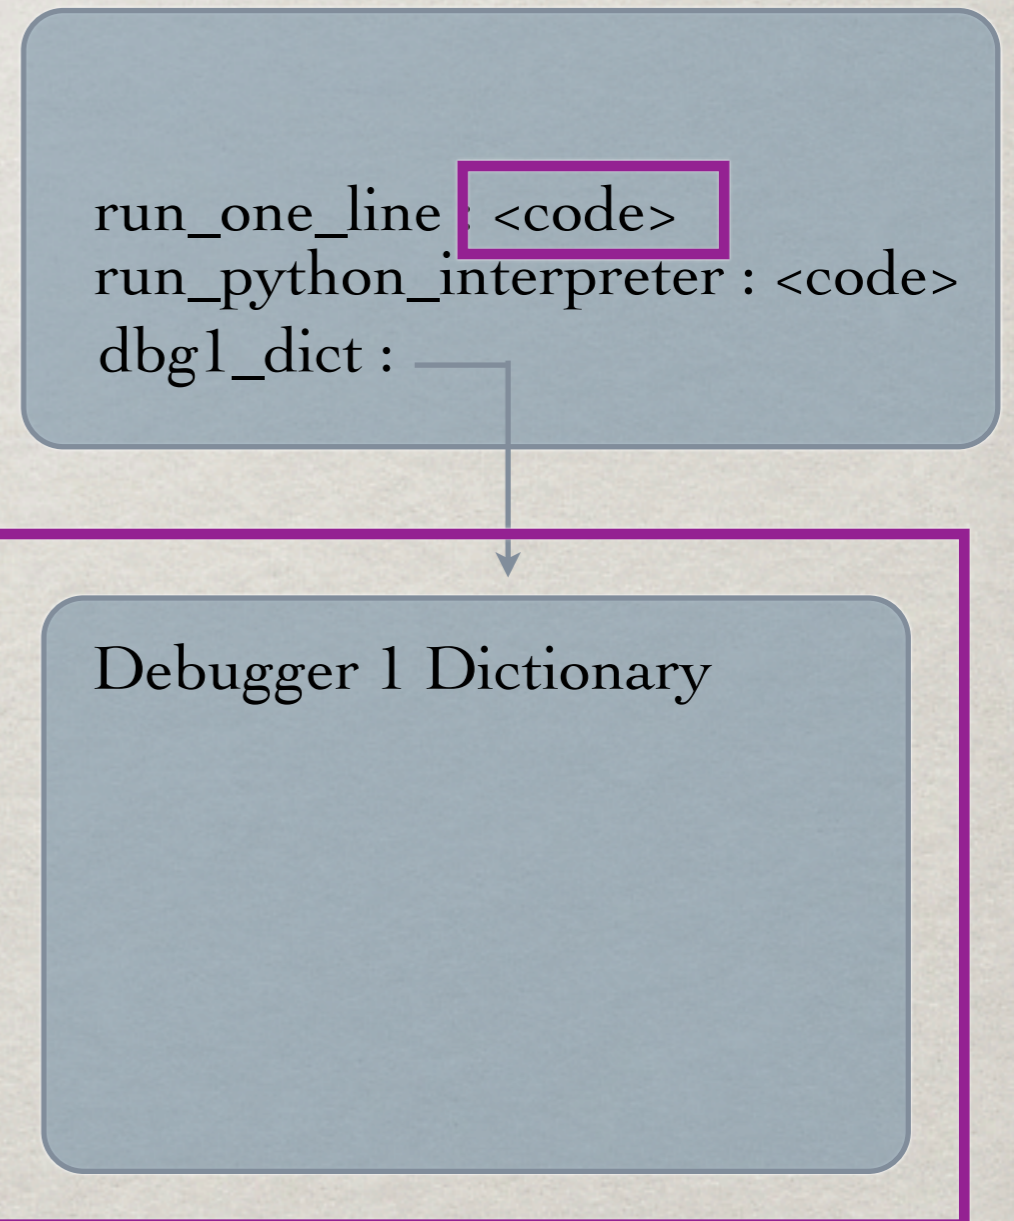 run_one_line : <code>
run_python_interpreter : <code>
dbg1_dict :
Debugger 1 Dictionary